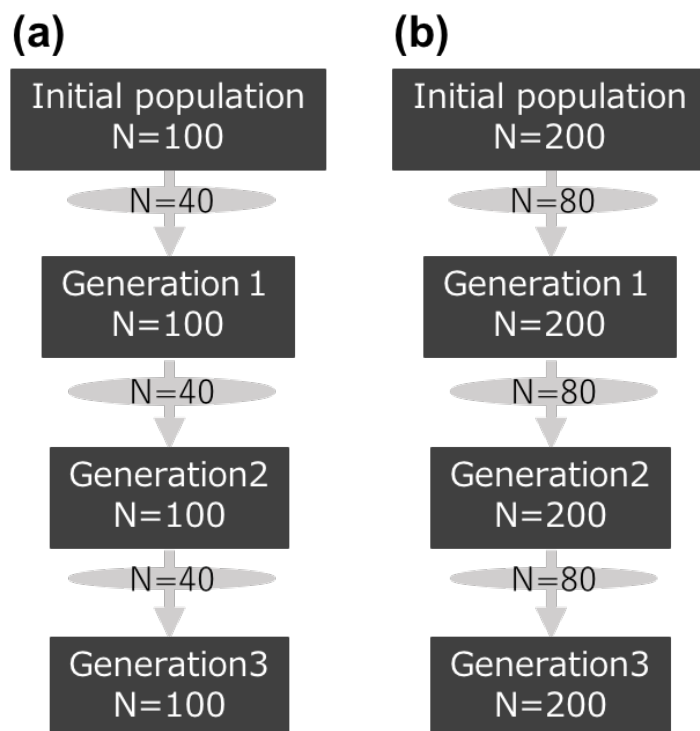 (a)
Initial population
N=100
N=40
Generation 1
N=100
N=40
Generation2
N=100
N=40
Generation3
N=100
(b)
Initial population
N=200
N=80
Generation 1
N=200
N=80
Generation2
N=200
N=80
Generation3
N=200